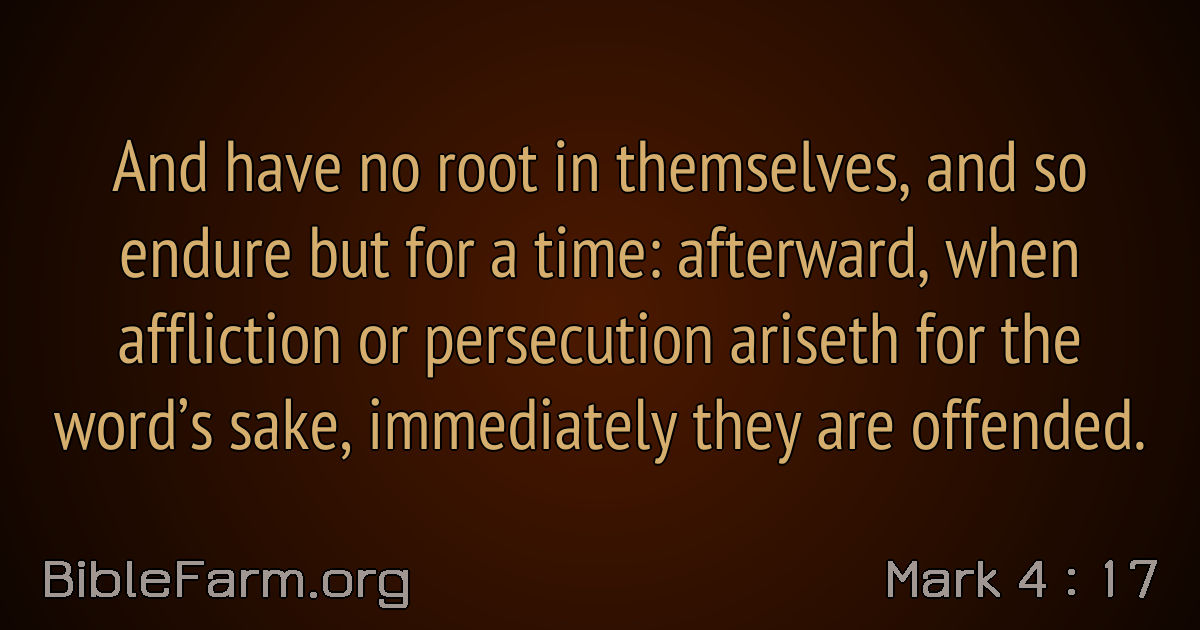 And have no root in themselves, and so
endure but for a time: afterward, when
affliction or persecution ariseth for the
word’s sake, immediately they are offended.
BibleFarm.org
Mark 4 : 17